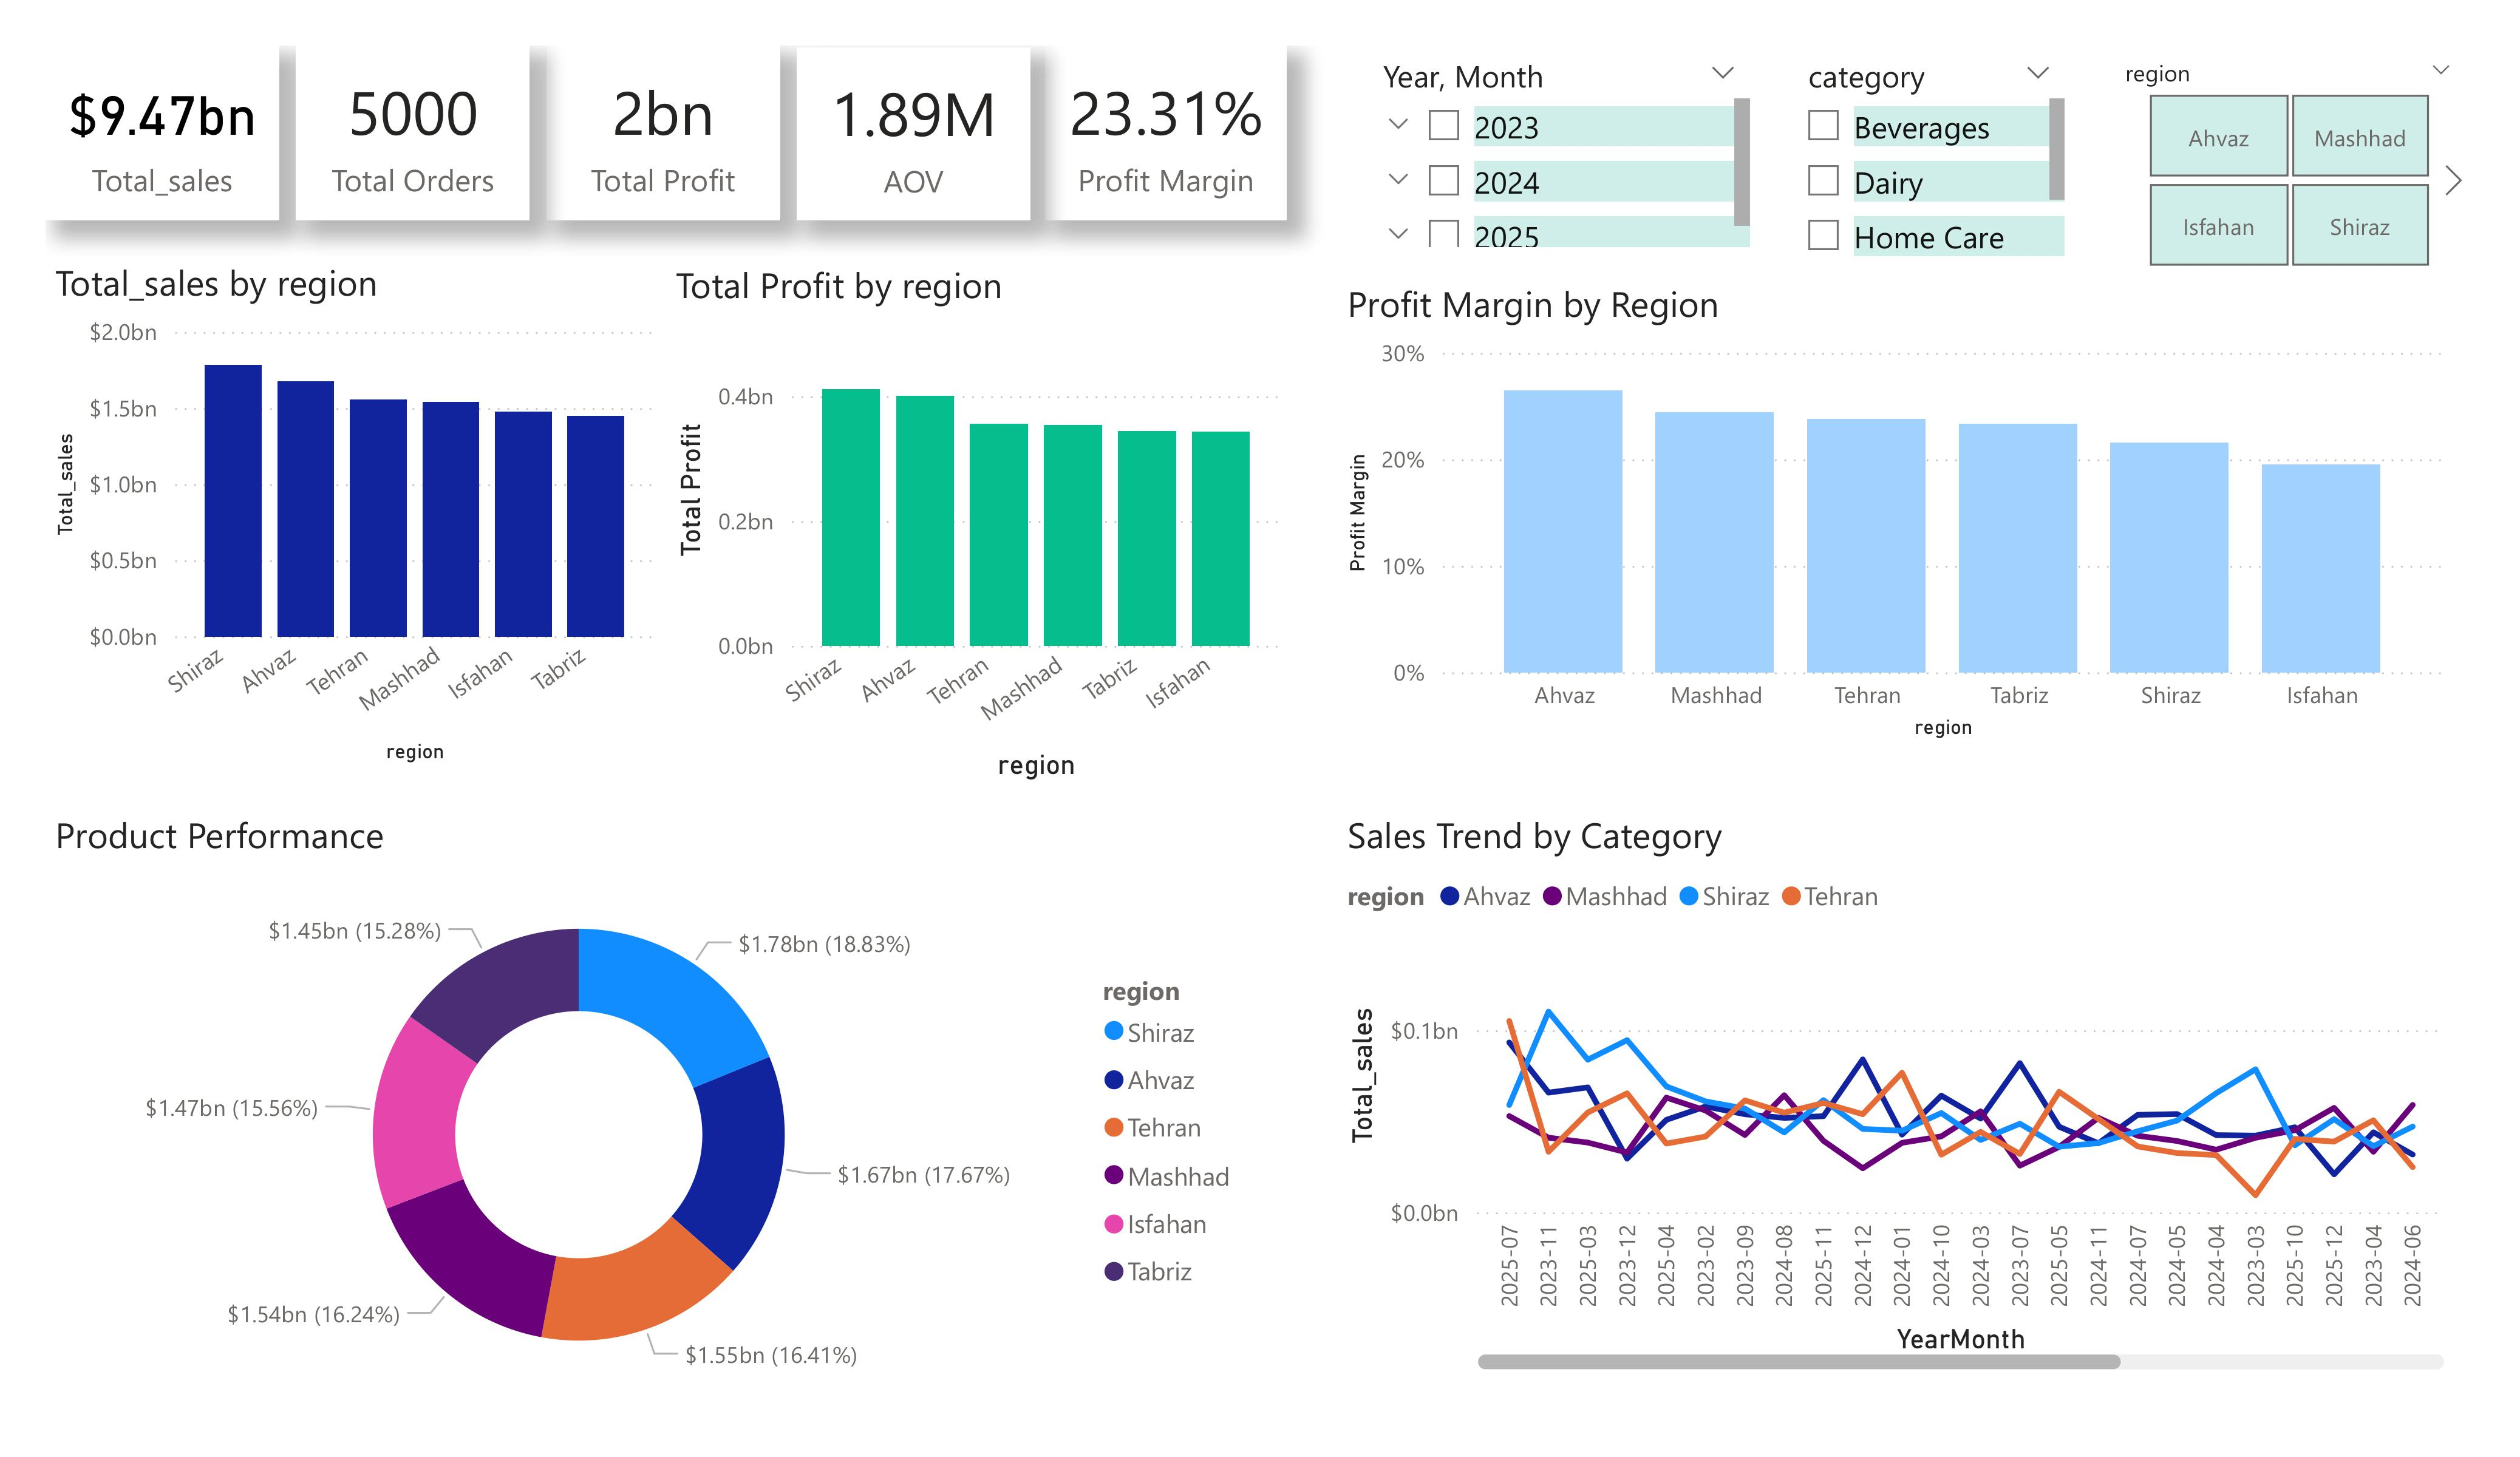 $9.47bn
Total_sales
5000
Total Orders
2bn
Total Profit
1.89M
AOV
23.31%
Profit Margin
Year, Month
2023
2024
2025
category
Beverages
Dairy
Home Care
region
Ahvaz
Mashhad
Isfahan
Shiraz
Total_sales by region
Total_sales
$2.0bn
$1.5bn
$1.0bn
$0.5bn
$0.0bn
Shiraz
Ahvaz
Tehran
Mashhad
Isfahan
Tabriz
region
Total Profit by region
Total Profit
0.4bn
0.2bn
0.0bn
Shiraz
Ahvaz
Tehran
Mashhad
Tabriz
Isfahan
region
Profit Margin by Region
Profit Margin
30%
20%
10%
0%
Ahvaz
Mashhad
Tehran
Tabriz
Shiraz
Isfahan
region
Product Performance
$1.45bn (15.28%)
$1.78bn (18.83%)
$1.47bn (15.56%)
$1.67bn (17.67%)
$1.54bn (16.24%)
$1.55bn (16.41%)
region
Shiraz
Ahvaz
Tehran
Mashhad
Isfahan
Tabriz
Sales Trend by Category
region Ahvaz Mashhad Shiraz Tehran
Total_sales
$0.1bn
$0.0bn
2025-07
2023-11
2025-03
2023-12
2025-04
2023-02
2023-09
2024-08
2025-11
2024-12
2024-01
2024-10
2024-03
2023-07
2025-05
2024-11
2024-07
2024-05
2024-04
2023-03
2025-10
2025-12
2023-04
2024-06
YearMonth